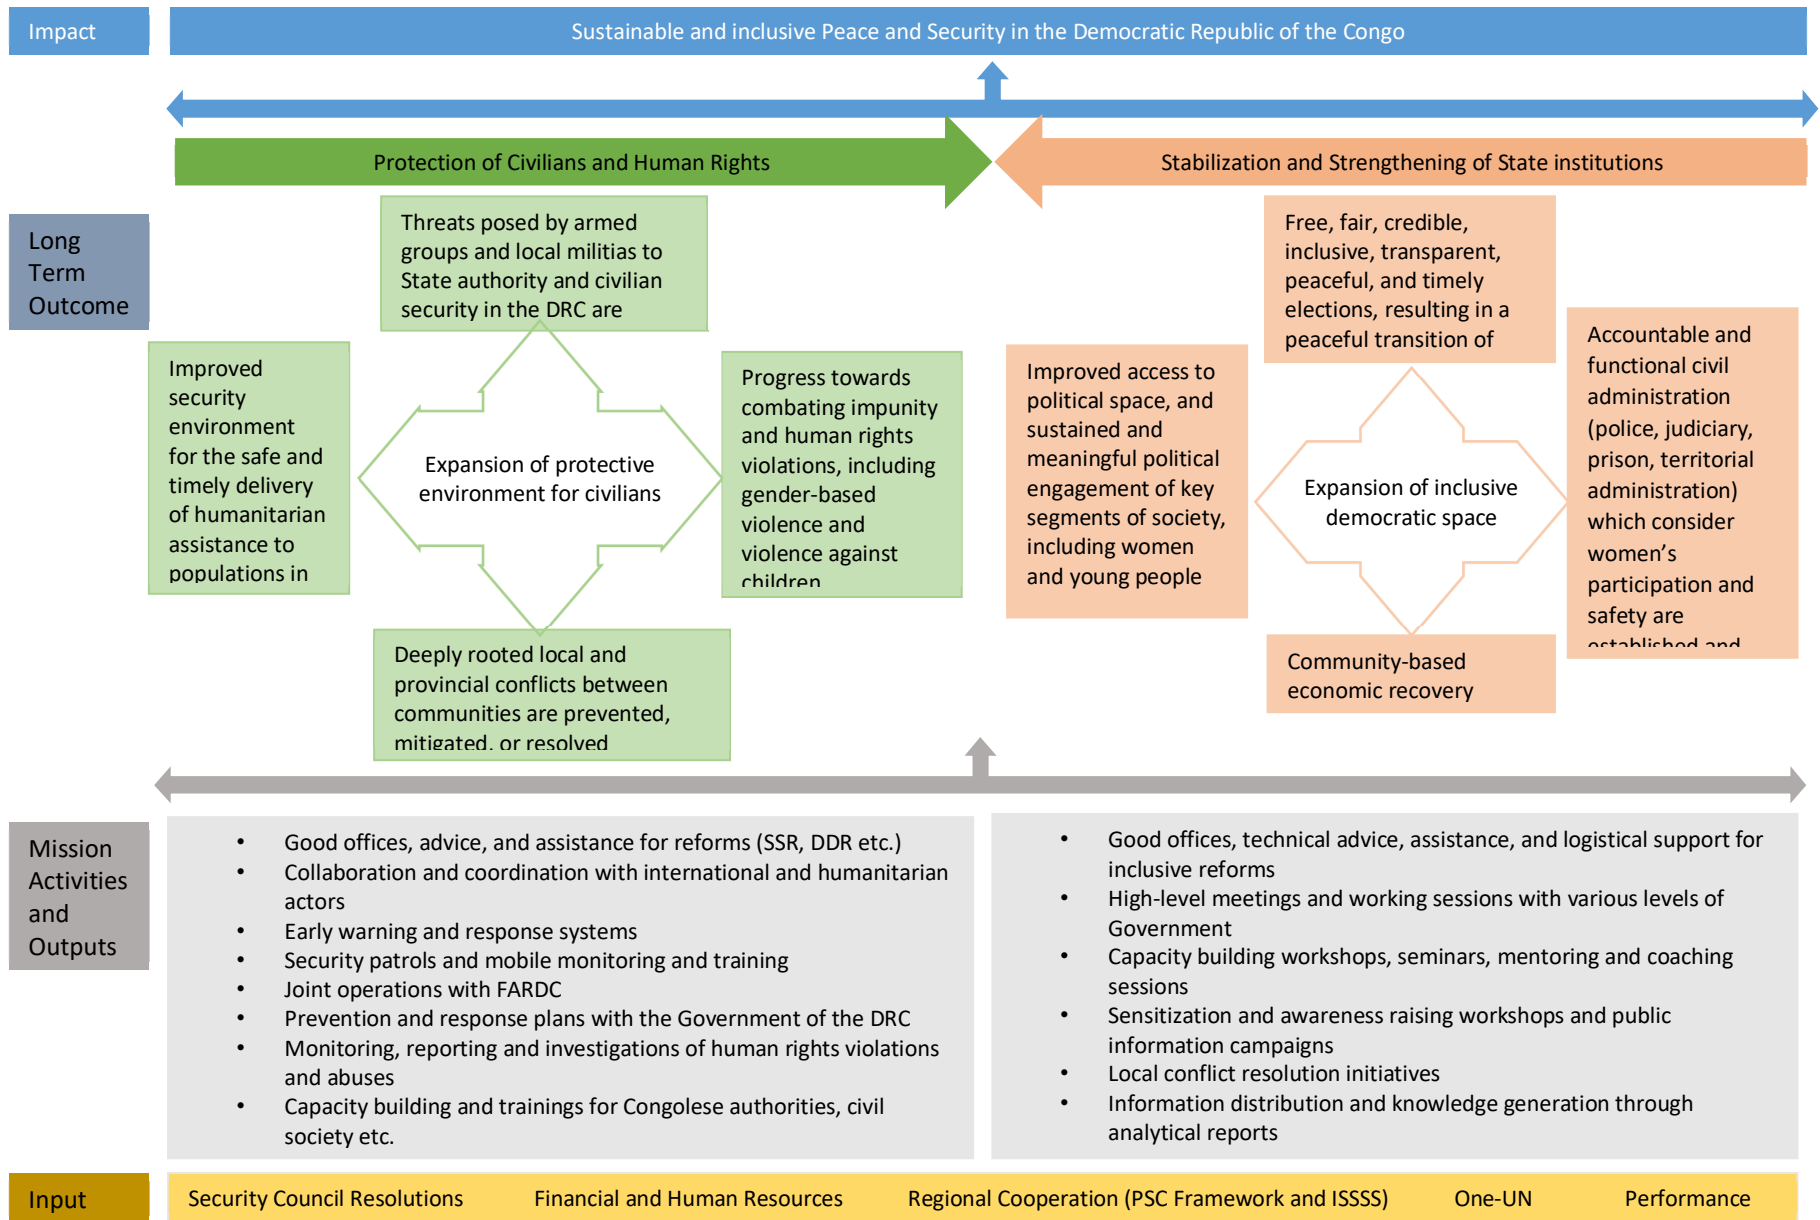 Impact
Sustainable and inclusive Peace and Security in the Democratic Republic of the Congo
Protection of Civilians and Human Rights
Stabilization and Strengthening of State institutions
Long
Term
Outcome
Threats posed by armed
groups and local militias to
State authority and civilian
security in the DRC are
Improved
security
environment
for the safe and
timely delivery
of humanitarian
assistance to
populations in
Expansion of protective
environment for civilians
Progress towards
combating impunity
and human rights
violations, including
gender-based
violence and
violence against
children
Deeply rooted local and
provincial conflicts between
communities are prevented,
mitigated, or resolved
Free, fair, credible,
inclusive, transparent,
peaceful, and timely
elections, resulting in a
peaceful transition of
Improved access to
political space, and
sustained and
meaningful political
engagement of key
segments of society,
including women
and young people
Expansion of inclusive
democratic space
Accountable and
functional civil
administration
(police, judiciary,
prison, territorial
administration)
which consider
women’s
participation and
safety are
established and
Community-based
economic recovery
Mission
Activities
and
Outputs
• Good offices, advice, and assistance for reforms (SSR, DDR etc.)
• Collaboration and coordination with international and humanitarian
actors
• Early warning and response systems
• Security patrols and mobile monitoring and training
• Joint operations with FARDC
• Prevention and response plans with the Government of the DRC
• Monitoring, reporting and investigations of human rights violations
and abuses
• Capacity building and trainings for Congolese authorities, civil
society etc.
• Good offices, technical advice, assistance, and logistical support for
inclusive reforms
• High-level meetings and working sessions with various levels of
Government
• Capacity building workshops, seminars, mentoring and coaching
sessions
• Sensitization and awareness raising workshops and public
information campaigns
• Local conflict resolution initiatives
• Information distribution and knowledge generation through
analytical reports
Input
Security Council Resolutions Financial and Human Resources Regional Cooperation (PSC Framework and ISSSS) One-UN Performance